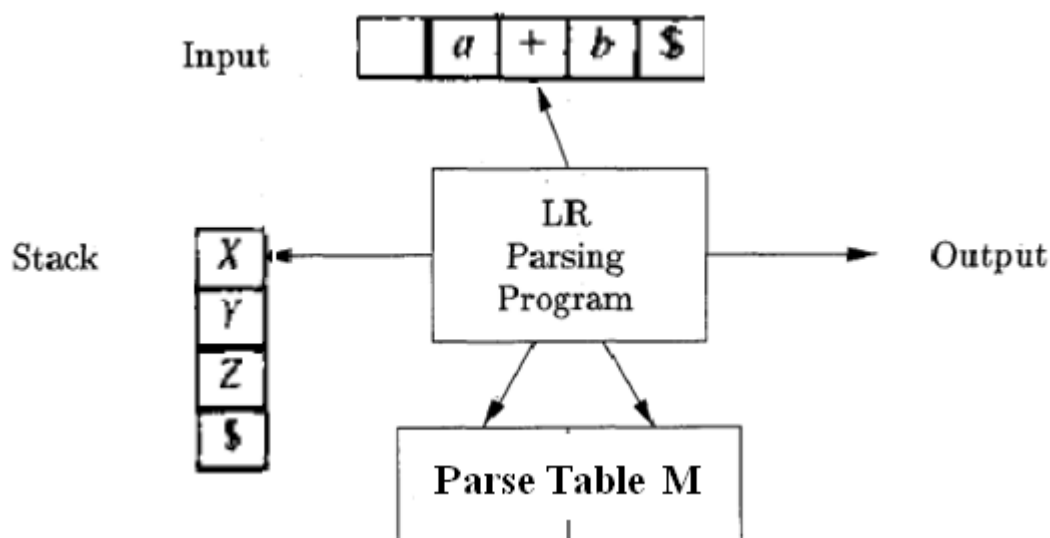 Input a + b $
LR
Parsing
Program
Stack
X
Y
Z
$
Output
Parse Table M